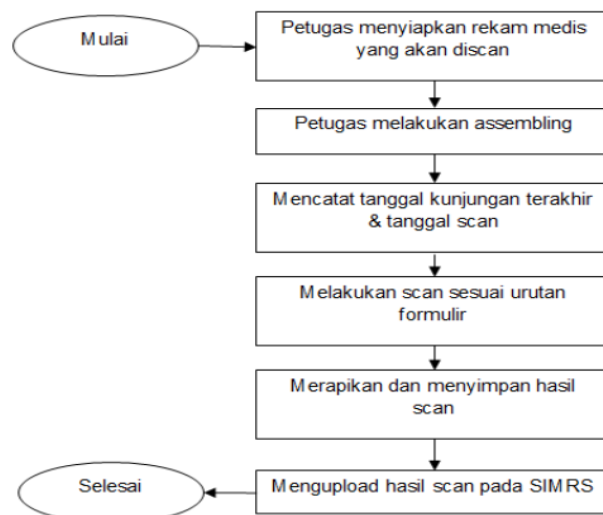 Mulai
Petugas menyiapkan rekam medis
yang akan discan
Petugas melakukan assembling
Mencatat tanggal kunjungan terakhir
& tanggal scan
Melakukan scan sesuai urutan
formulir
Merapikan dan menyimpan hasil
scan
Mengupload hasil scan pada SIMRS
Selesai